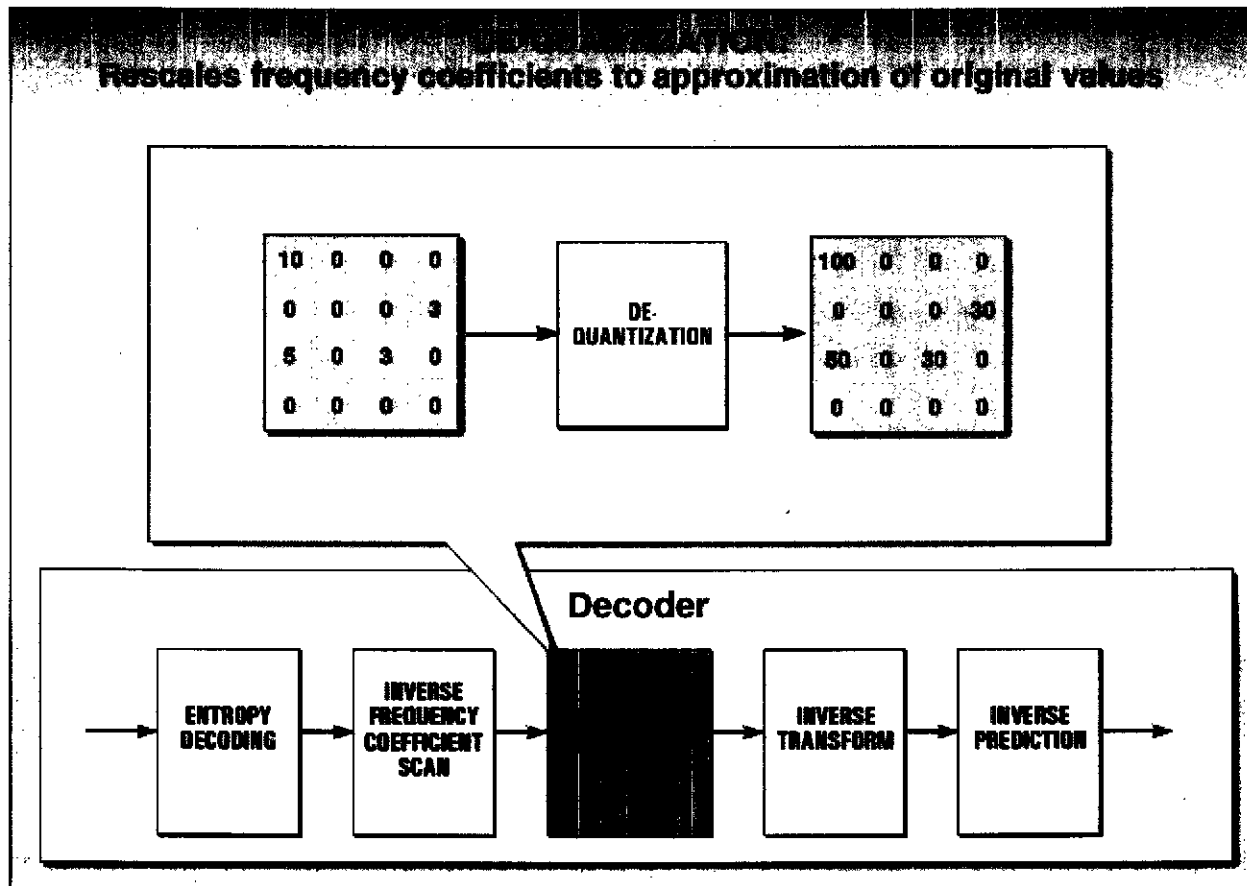 DE-QUANTIZATION:
Rescales frequency coefficients to approximation of original values
10 0 0 0
0 0 0 3
5 0 3 0
0 0 0 0
DE-
QUANTIZATION
100 0 0 0
0 0 0 30
50 0 30 0
0 0 0 0
Decoder
ENTROPY
DECODING
INVERSE
FREQUENCY
COEFFICIENT
SCAN
INVERSE
TRANSFORM
INVERSE
PREDICTION